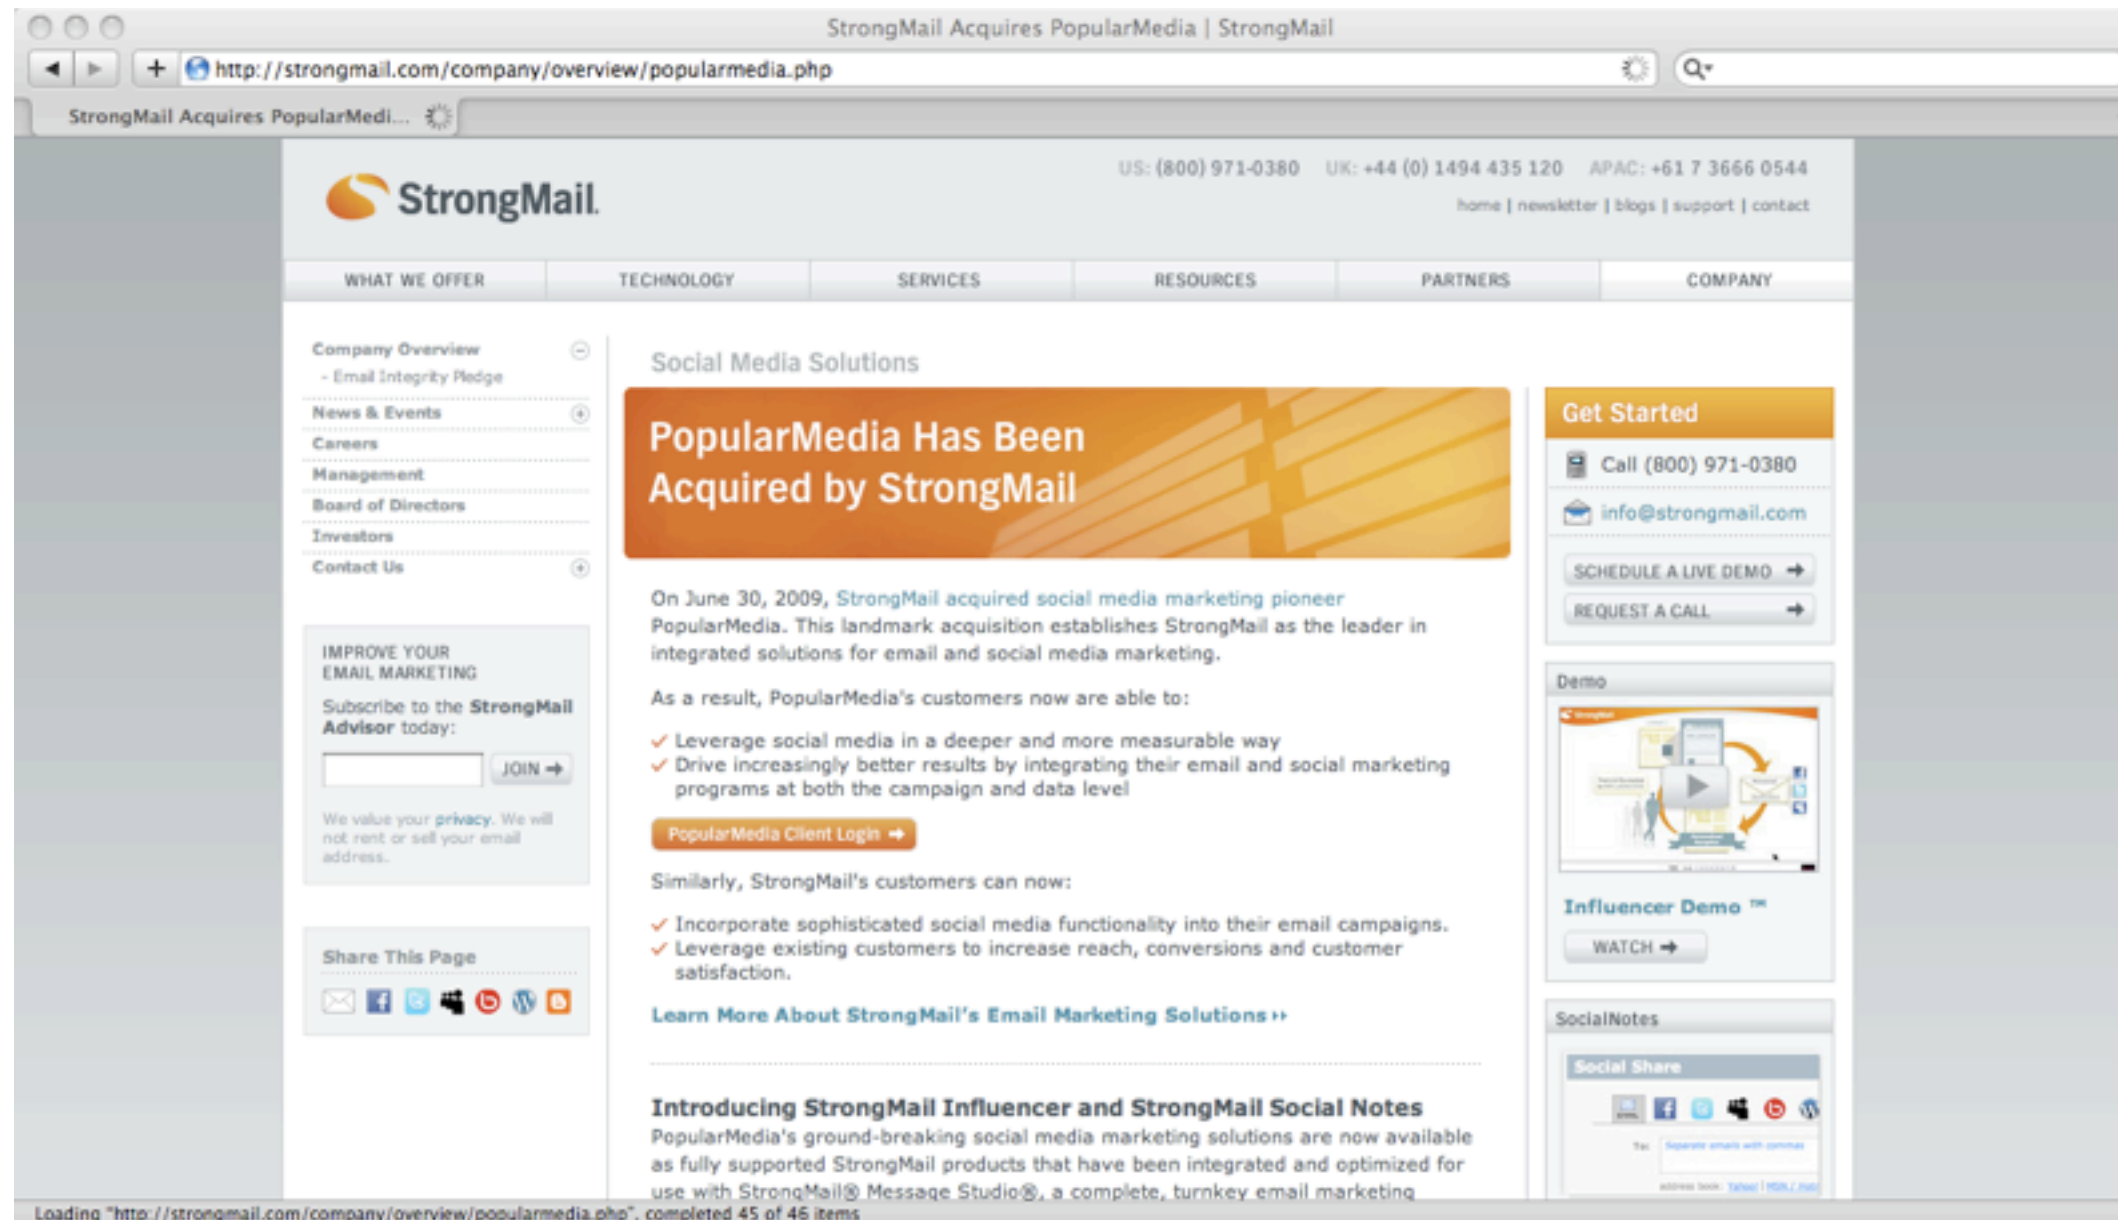 StrongMail Acquires PopularMedia | StrongMail
http://strongmail.com/company/overview/popularmedia.php
StrongMail Acquires PopularMedi...
US: (800) 971-0380 UK: +44 (0) 1494 435 120 APAC: +61 7 3666 0544
StrongMail.
home | newsletter | blogs | support | contact
WHAT WE OFFER TECHNOLOGY SERVICES RESOURCES PARTNERS COMPANY
Company Overview
- Email Integrity Pledge
News & Events
Careers
Management
Board of Directors
Investors
Contact Us
IMPROVE YOUR
EMAIL MARKETING
Subscribe to the StrongMail
Advisor today:
JOIN
We value your privacy. We will
not rent or sell your email
address.
Share This Page
Social Media Solutions
PopularMedia Has Been
Acquired by StrongMail
On June 30, 2009, StrongMail acquired social media marketing pioneer
PopularMedia. This landmark acquisition establishes StrongMail as the leader in
integrated solutions for email and social media marketing.
As a result, PopularMedia's customers now are able to:
Leverage social media in a deeper and more measurable way
Drive increasingly better results by integrating their email and social marketing
programs at both the campaign and data level
PopularMedia Client Login
Similarly, StrongMail's customers can now:
Incorporate sophisticated social media functionality into their email campaigns.
Leverage existing customers to increase reach, conversions and customer
satisfaction.
Learn More About StrongMail's Email Marketing Solutions
Introducing StrongMail Influencer and StrongMail Social Notes
PopularMedia's ground-breaking social media marketing solutions are now available
as fully supported StrongMail products that have been integrated and optimized for
use with StrongMail® Message Studio®, a complete, turnkey email marketing
Get Started
Call (800) 971-0380
info@strongmail.com
SCHEDULE A LIVE DEMO
REQUEST A CALL
Demo
StrongMail
Influencer Demo ™
WATCH
SocialNotes
Social Share
To: Separate emails with commas
address book: Yahoo! | MSN /
Loading "http://strongmail.com/company/overview/popularmedia.php", completed 45 of 46 items